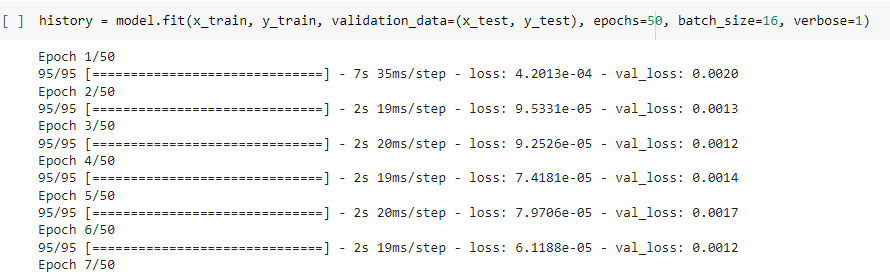 [ ] history = model.fit(x_train, y_train, validation_data=(x_test, y_test), epochs=50, batch_size=16, verbose=1)
Epoch 1/50
95/95 [==============================] - 7s 35ms/step - loss: 4.2013e-04 - val_loss: 0.0020
Epoch 2/50
95/95 [==============================] - 2s 19ms/step - loss: 9.5331e-05 - val_loss: 0.0013
Epoch 3/50
95/95 [==============================] - 2s 20ms/step - loss: 9.2526e-05 - val_loss: 0.0012
Epoch 4/50
95/95 [==============================] - 2s 19ms/step - loss: 7.4181e-05 - val_loss: 0.0014
Epoch 5/50
95/95 [==============================] - 2s 20ms/step - loss: 7.9706e-05 - val_loss: 0.0017
Epoch 6/50
95/95 [==============================] - 2s 19ms/step - loss: 6.1188e-05 - val_loss: 0.0012
Epoch 7/50